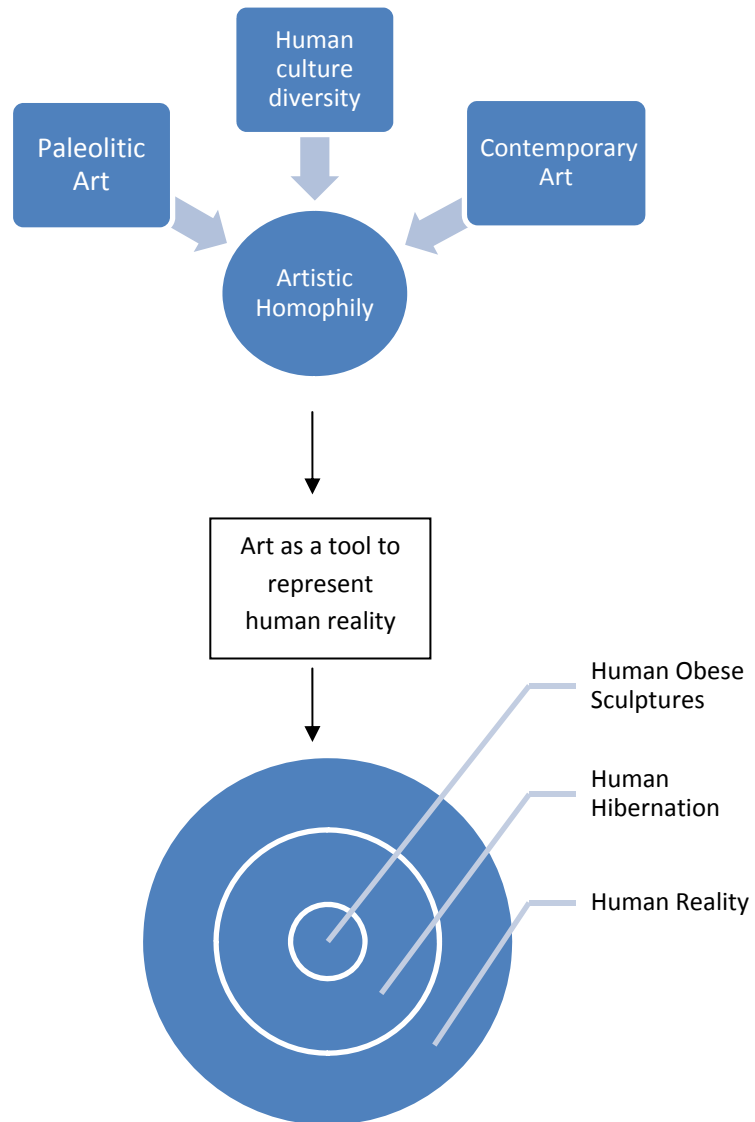 Human
culture
diversity
Paleolitic
Art
Contemporary
Art
Artistic
Homophily
Art as a tool to
represent
human reality
Human Obese
Sculptures
Human
Hibernation
Human Reality